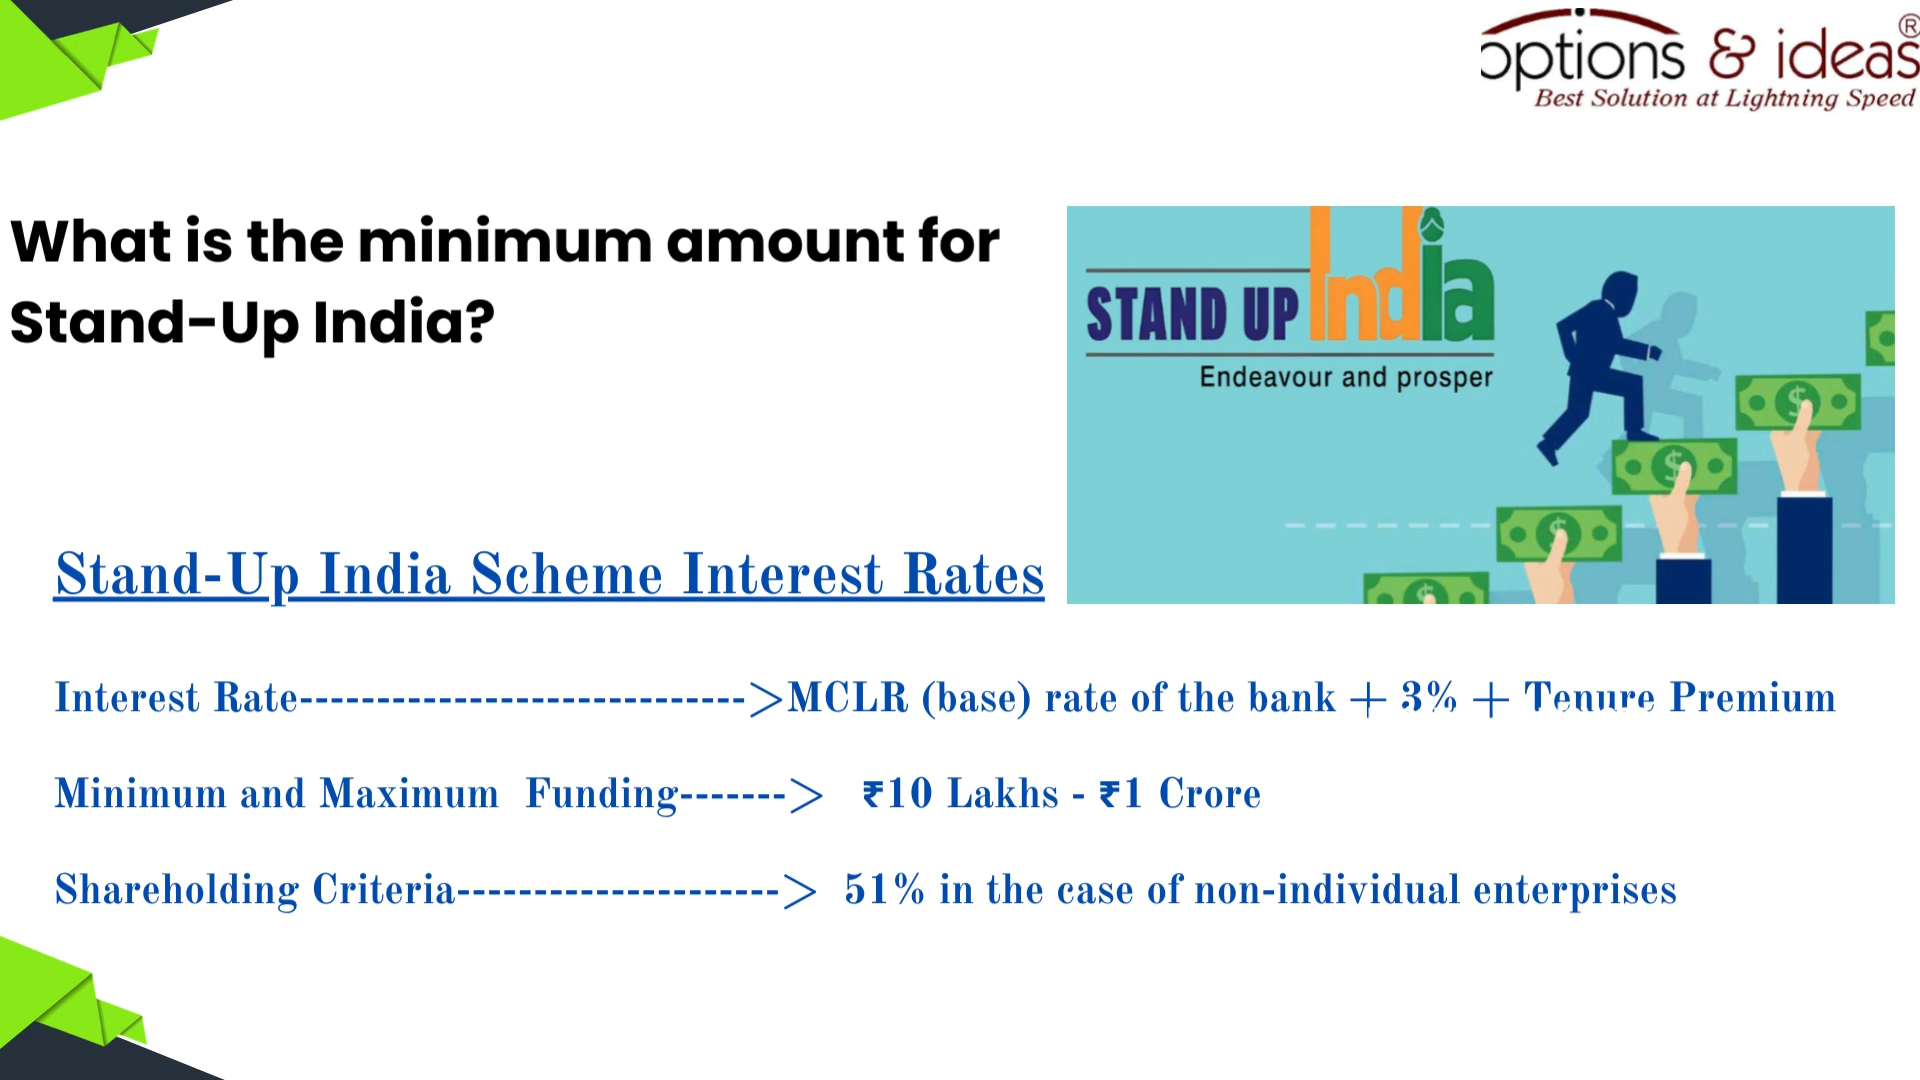 options & ideas®
Best Solution at Lightning Speed
What is the minimum amount for
Stand-Up India?
STAND UP India
Endeavour and prosper
Stand-Up India Scheme Interest Rates
Interest Rate----------------------------->MCLR (base) rate of the bank + 3% + Tenure Premium
Minimum and Maximum  Funding------->   ₹10 Lakhs - ₹1 Crore
Shareholding Criteria--------------------->  51% in the case of non-individual enterprises